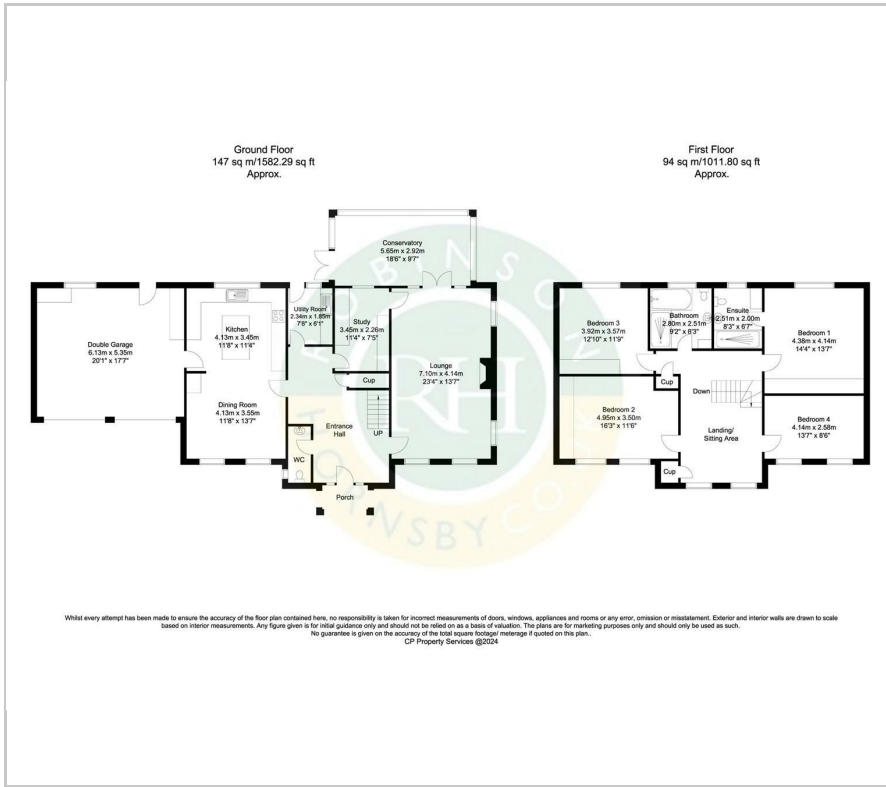 Ground Floor
147 sq m/1582.29 sq ft
Approx.
First Floor
94 sq m/1011.80 sq ft
Approx.
Conservatory
5.65m x 2.92m
18'6" x 9'7"
Double Garage
6.13m x 5.35m
20'1" x 17'7"
Kitchen
4.13m x 3.45m
11'8" x 11'4"
Utility Room
2.34m x 1.85m
7'8" x 6'1"
Study
3.45m x 2.26m
11'4" x 7'5"
Lounge
7.10m x 4.14m
23'4" x 13'7"
Cup
Dining Room
4.13m x 3.55m
11'8" x 13'7"
Entrance
Hall
UP
WC
Porch
Bedroom 3
3.92m x 3.57m
12'10" x 11'9"
Bathroom
2.80m x 2.51m
9'2" x 8'3"
Ensuite
2.51m x 2.00m
8'3" x 6'7"
Bedroom 1
4.38m x 4.14m
14'4" x 13'7"
Cup
Down
Bedroom 2
4.95m x 3.50m
16'3" x 11'6"
Landing/
Sitting Area
Bedroom 4
4.14m x 2.58m
13'7" x 8'6"
Cup
ROBINSON
RH
HORNSBY CO UK
Whilst every attempt has been made to ensure the accuracy of the floor plan contained here, no responsibility is taken for incorrect measurements of doors, windows, appliances and rooms or any error, omission or misstatement. Exterior and interior walls are drawn to scale
based on interior measurements. Any figure given is for initial guidance only and should not be relied on as a basis of valuation. The plans are for marketing purposes only and should only be used as such.
No guarantee is given on the accuracy of the total square footage/ meterage if quoted on this plan..
CP Property Services @2024